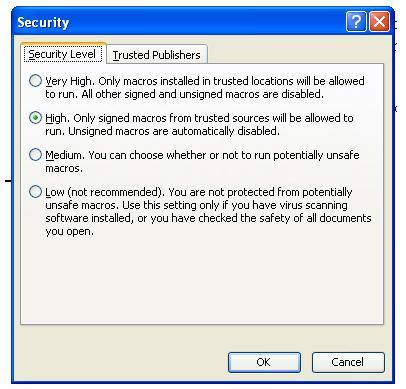 Security
Security Level
Trusted Publishers
Very High. Only macros installed in trusted locations will be allowed
to run. All other signed and unsigned macros are disabled.
High. Only signed macros from trusted sources will be allowed to
run. Unsigned macros are automatically disabled.
Medium. You can choose whether or not to run potentially unsafe
macros.
Low (not recommended). You are not protected from potentially
unsafe macros. Use this setting only if you have virus scanning
software installed, or you have checked the safety of all documents
you open.
OK
Cancel